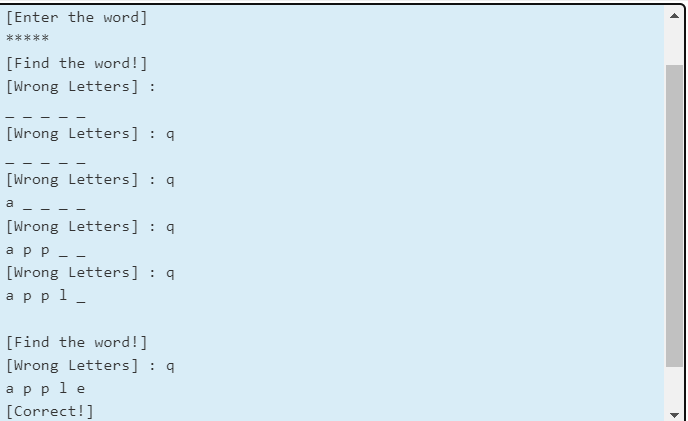 [Enter the word]
*****
[Find the word!]
[Wrong Letters] :
_ _ _ _ _
[Wrong Letters] : q
_ _ _ _ _
[Wrong Letters] : q
a _ _ _ _
[Wrong Letters] : q
a p p _ _
[Wrong Letters] : q
a p p l _
[Find the word!]
[Wrong Letters] : q
a p p l e
[Correct!]